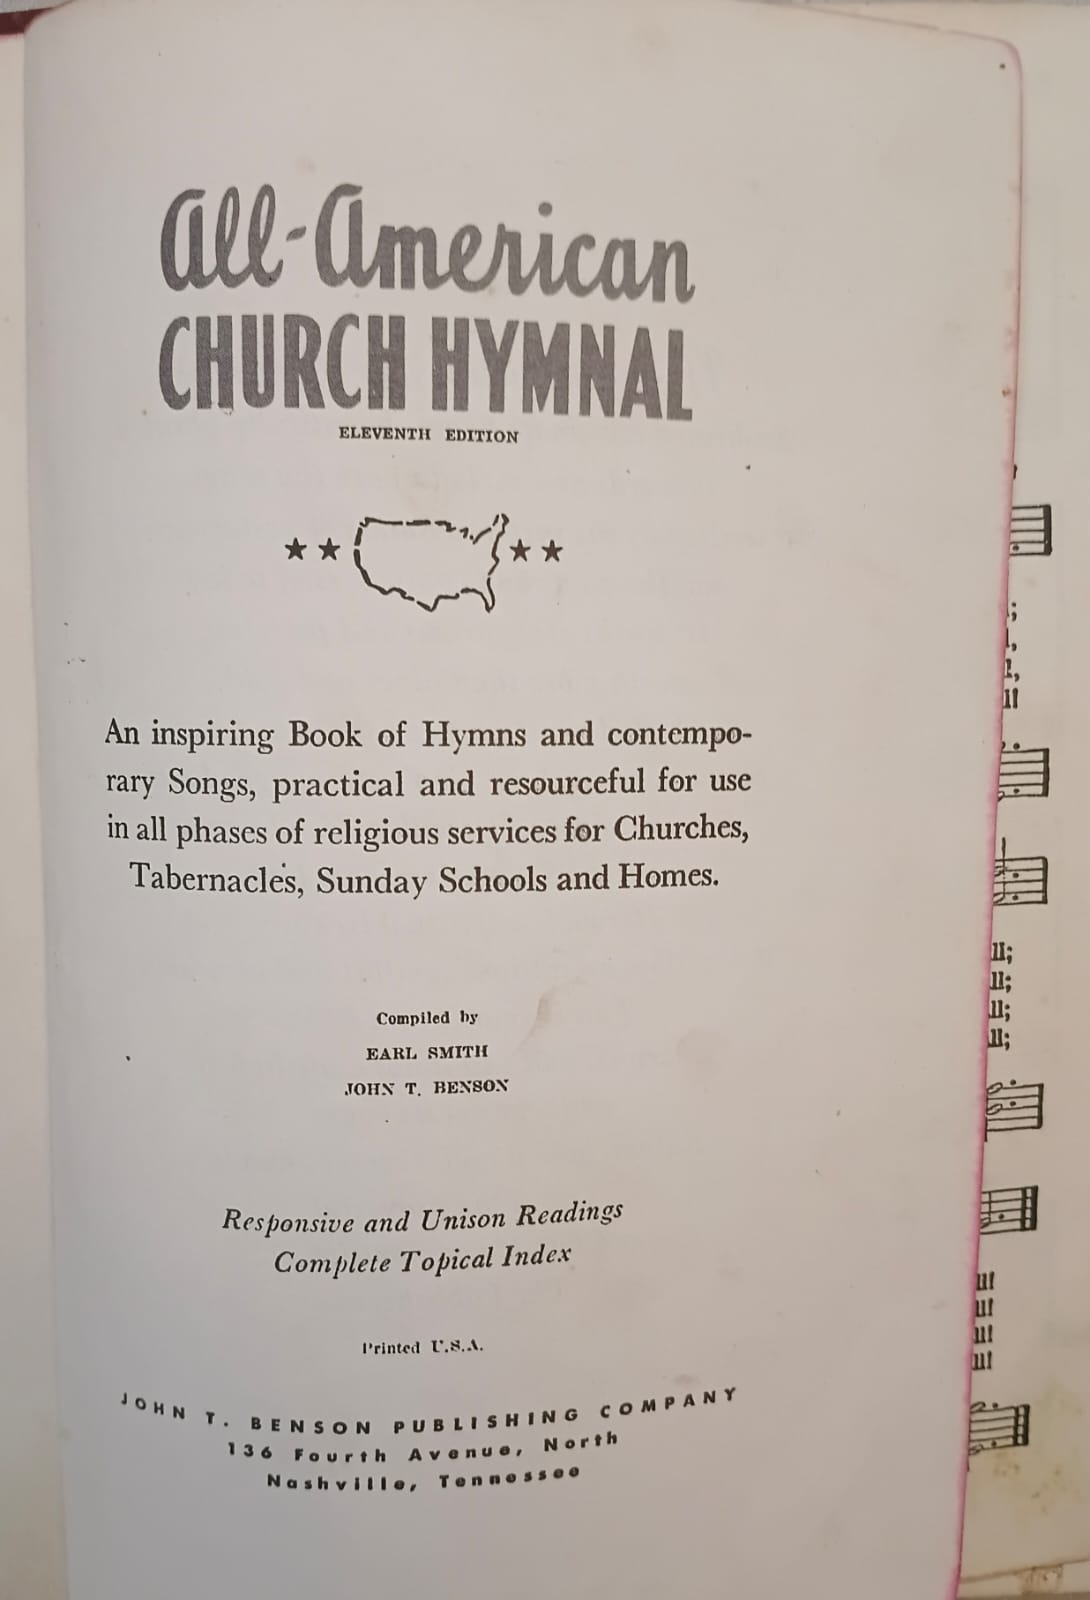 All-American
CHURCH HYMNAL
ELEVENTH EDITION
An inspiring Book of Hymns and contempo-
rary Songs, practical and resourceful for use
in all phases of religious services for Churches,
Tabernacles, Sunday Schools and Homes.
Compiled by
EARL SMITH
JOHN T. BENSON
Responsive and Unison Readings
Complete Topical Index
Printed U.S.A.
JOHN T. BENSON PUBLISHING COMPANY
136 Fourth Avenue, North
Nashville, Tennessee